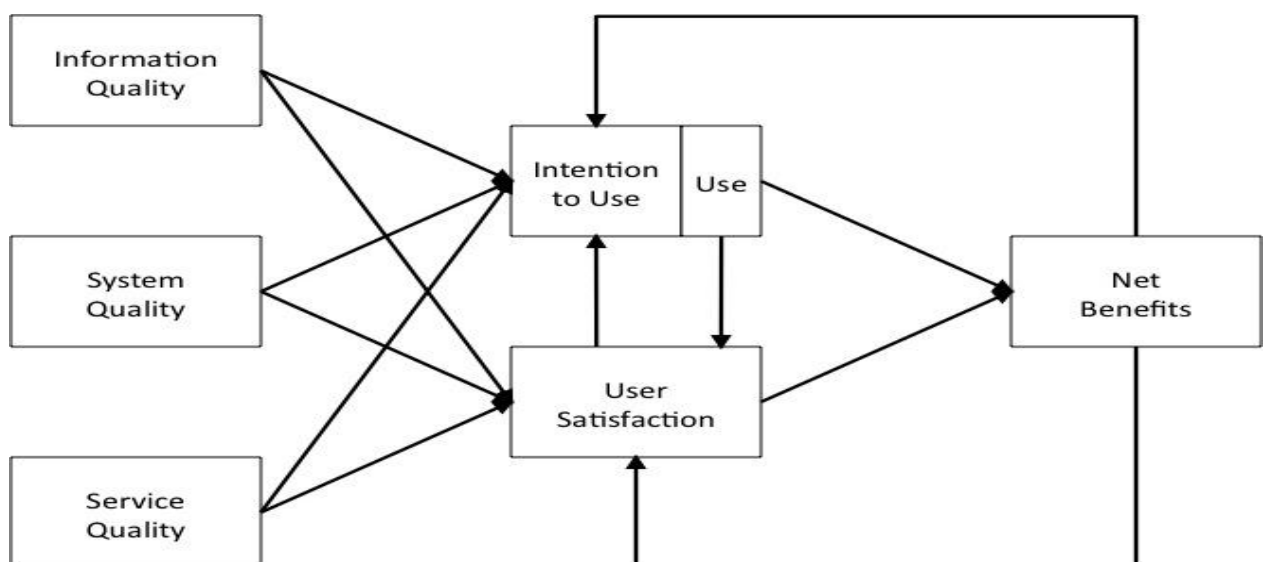 Information
Quality
System
Quality
Service
Quality
Intention
to Use
Use
User
Satisfaction
Net
Benefits